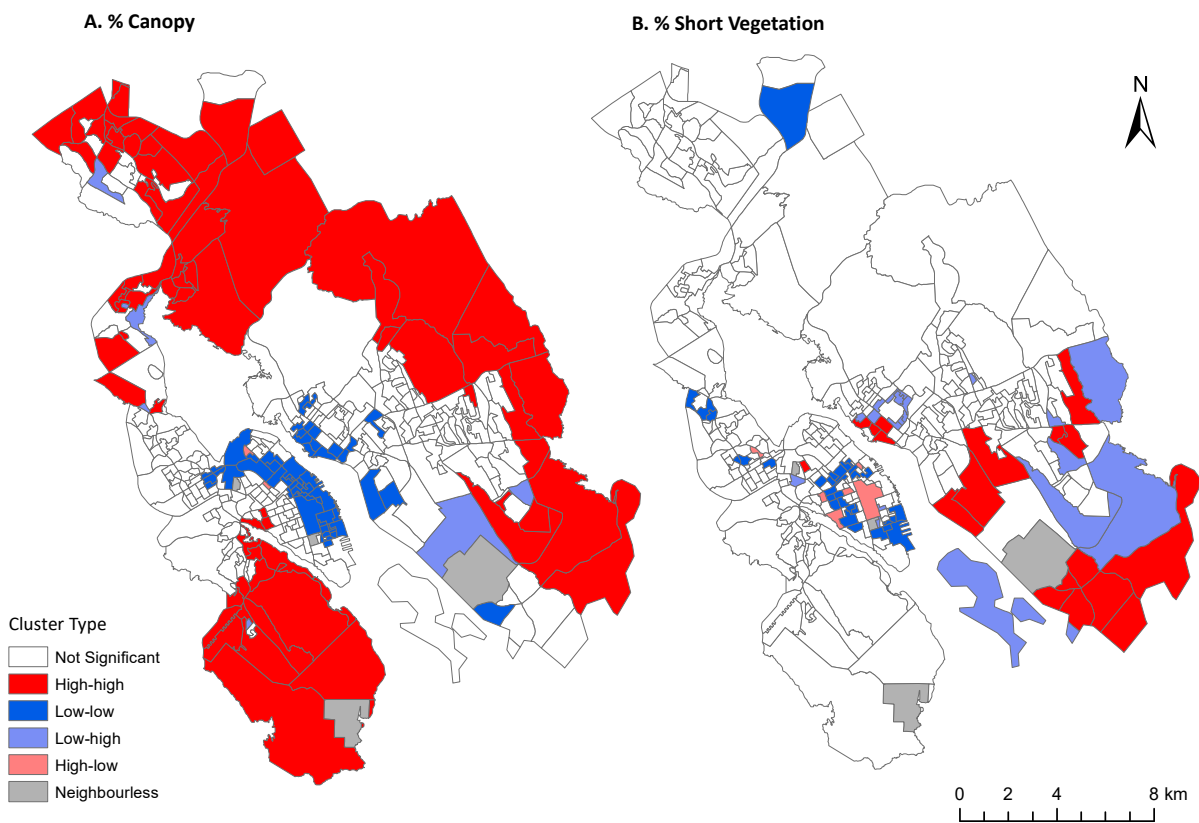 A. % Canopy
B. % Short Vegetation
N
Cluster Type
Not Significant
High-high
Low-low
Low-high
High-low
Neighbourless
0 2 4 8 km